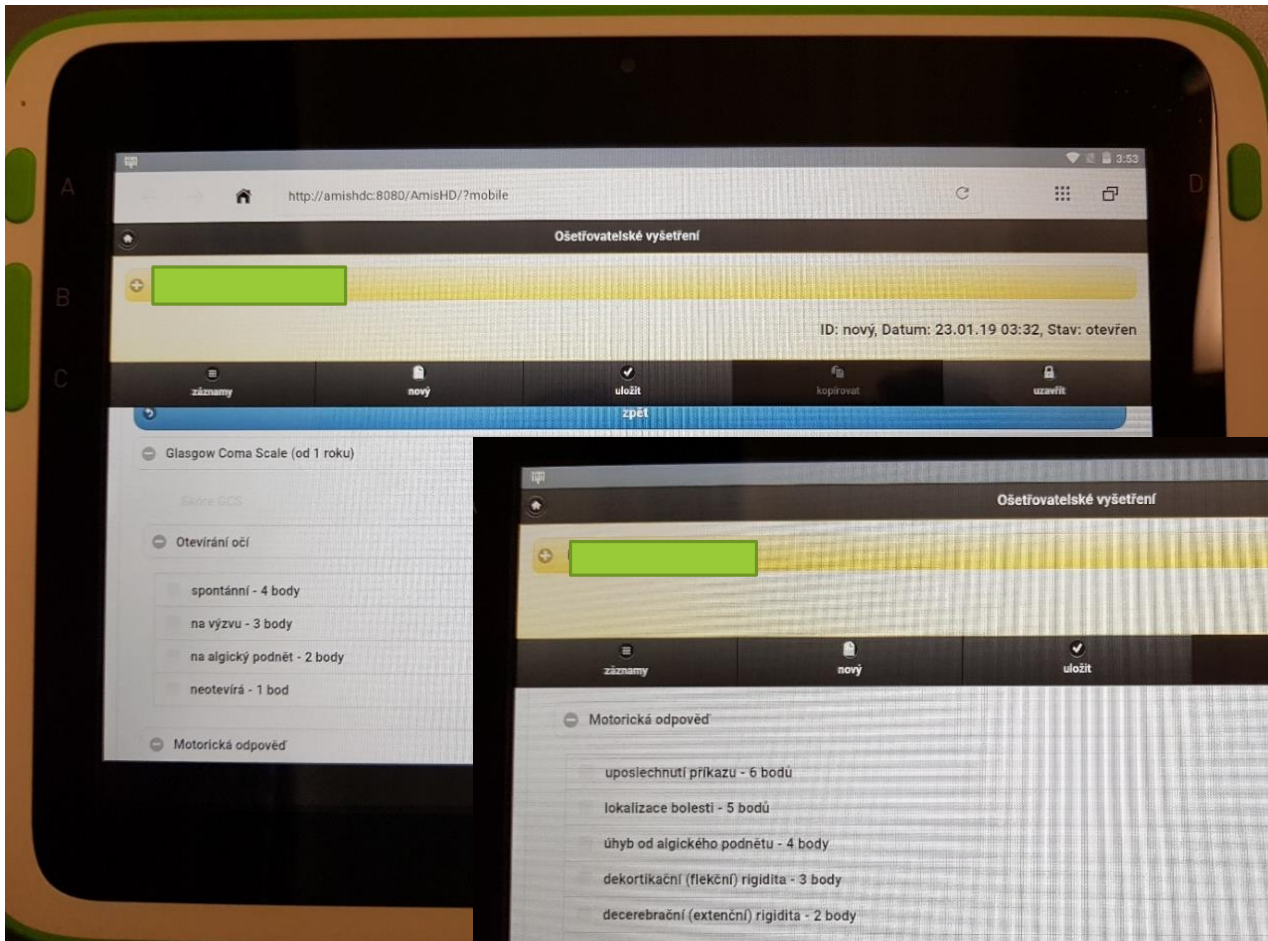 3:53
http://amishdc:8080/AmisHD/?mobile
A
D
Ošetřovatelské vyšetření
B
ID: nový, Datum: 23.01.19 03:32, Stav: otevřen
C
záznamy nový uložit kopírovat uzavřít
zpět
Glasgow Coma Scale (od 1 roku)
Skóre GCS
Otevírání očí
spontánní - 4 body
na výzvu - 3 body
na algický podnět - 2 body
neotevírá - 1 bod
Motorická odpověď
Ošetřovatelské vyšetření
záznamy nový uložit
Motorická odpověď
uposlechnutí příkazu - 6 bodů
lokalizace bolesti - 5 bodů
úhyb od algického podnětu - 4 body
dekortikační (flekční) rigidita - 3 body
decerebrační (extenční) rigidita - 2 body